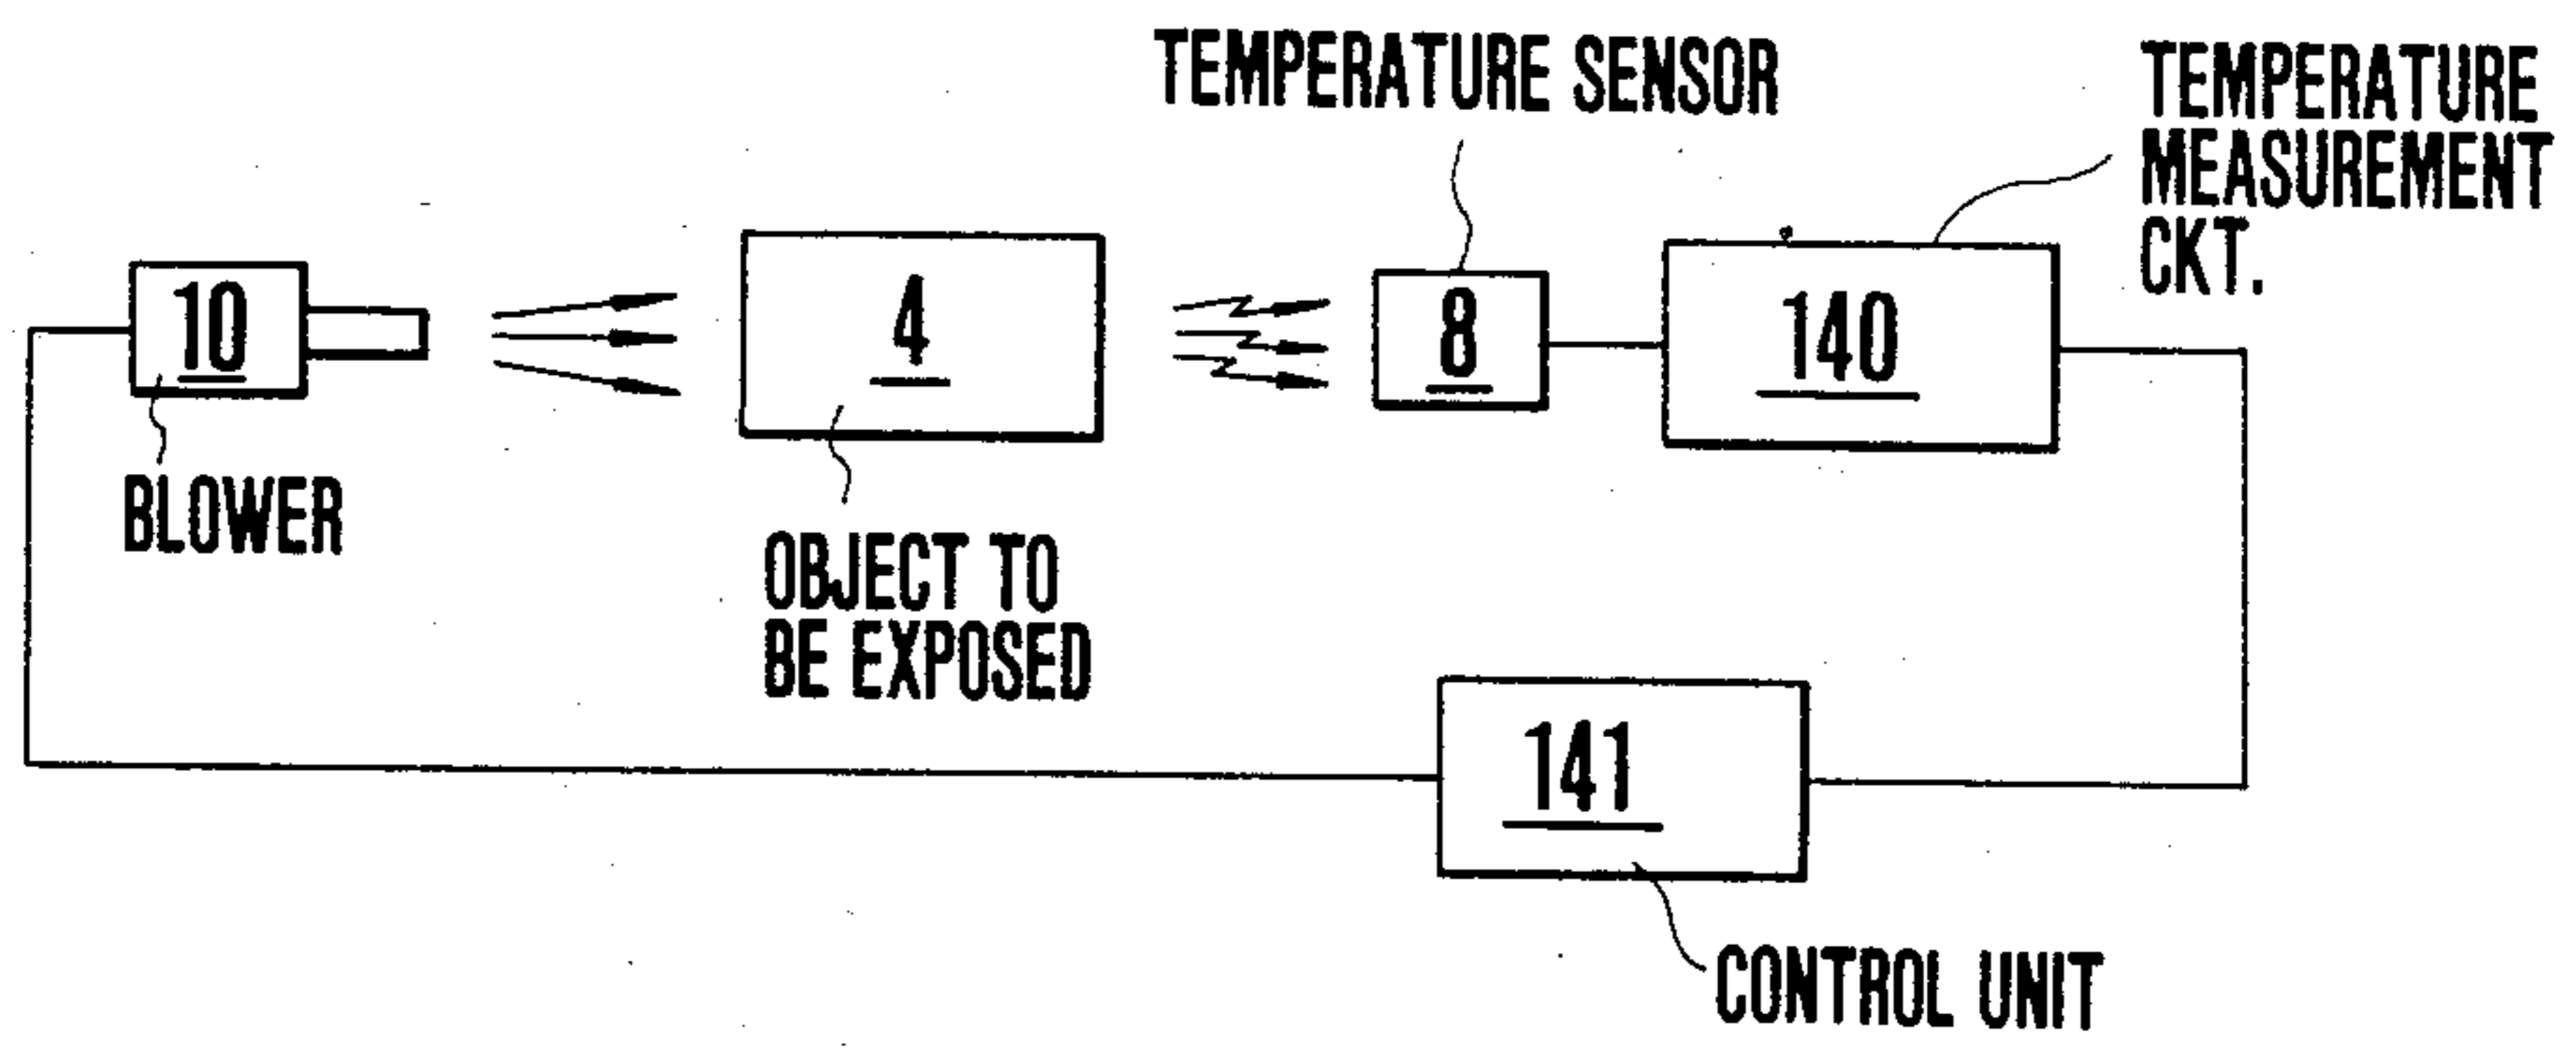 TEMPERATURE SENSOR
TEMPERATURE
MEASUREMENT
CKT.
10
4
8
140
BLOWER
OBJECT TO
BE EXPOSED
141
CONTROL UNIT